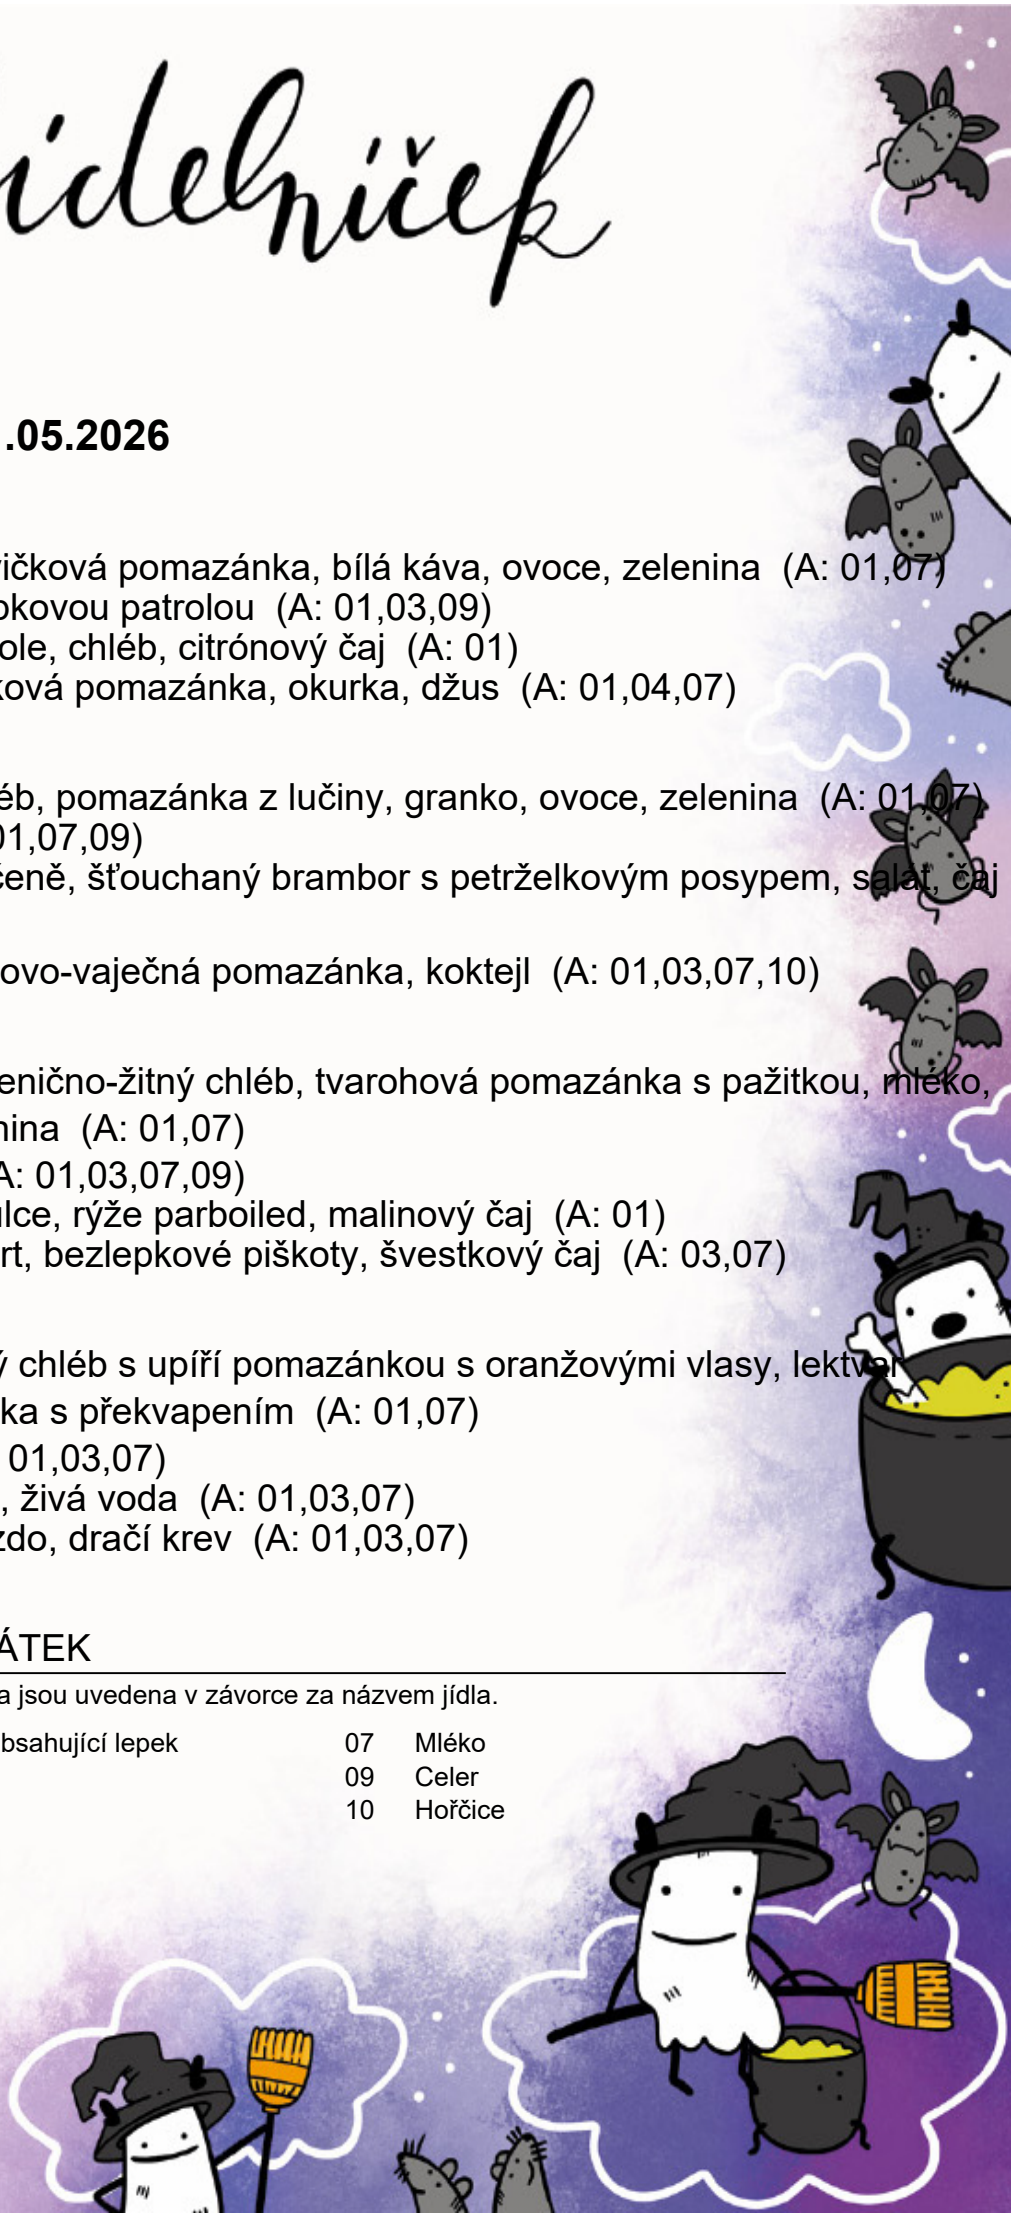 ídelníček
.05.2026
vičková pomazánka, bílá káva, ovoce, zelenina (A: 01,07)
okovou patrolou (A: 01,03,09)
ole, chléb, citrónový čaj (A: 01)
ková pomazánka, okurka, džus (A: 01,04,07)
éb, pomazánka z lučiny, granko, ovoce, zelenina (A: 01,07)
01,07,09)
čeně, šťouchaný brambor s petrželkovým posypem, salát, čaj
ovo-vaječná pomazánka, koktejl (A: 01,03,07,10)
enično-žitný chléb, tvarohová pomazánka s pažitkou, mléko,
nina (A: 01,07)
A: 01,03,07,09)
ulce, rýže parboiled, malinový čaj (A: 01)
rt, bezlepkové piškoty, švestkový čaj (A: 03,07)
ý chléb s upíří pomazánkou s oranžovými vlasy, lektvar
ka s překvapením (A: 01,07)
01,03,07)
, živá voda (A: 01,03,07)
zdo, dračí krev (A: 01,03,07)
ÁTEK
a jsou uvedena v závorce za názvem jídla.
bsahující lepek 07 Mléko
09 Celer
10 Hořčice